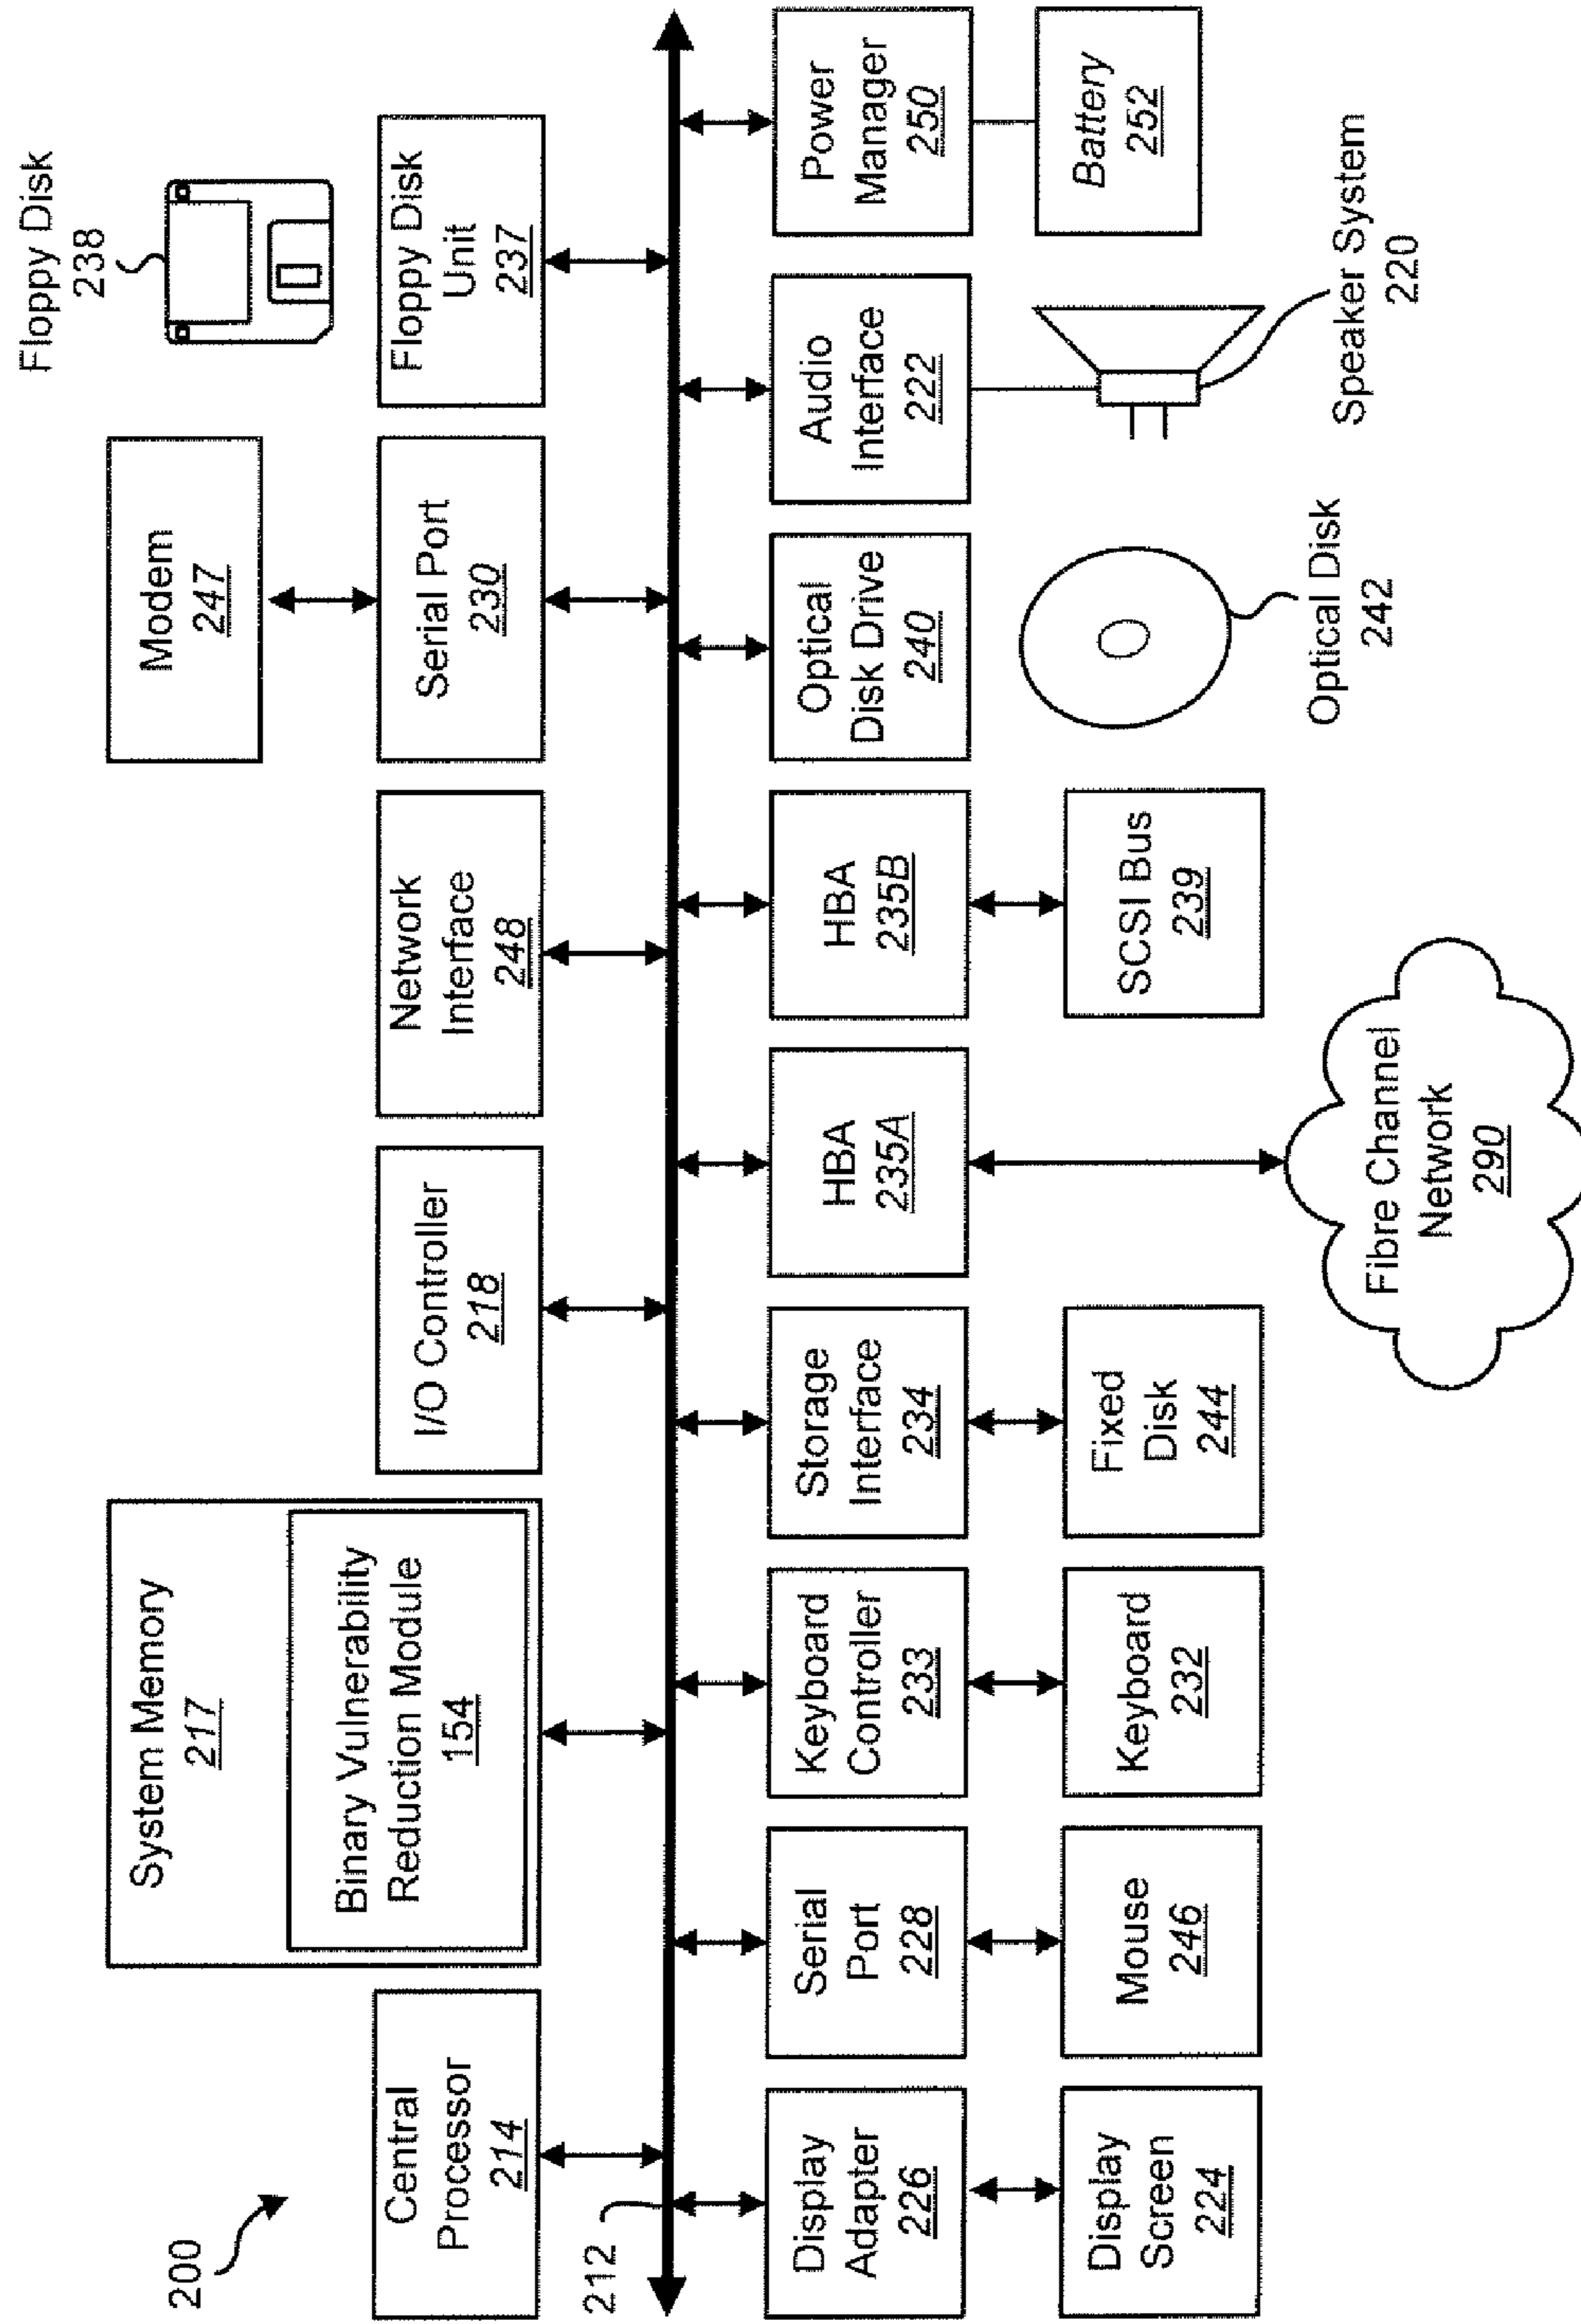 200
Floppy Disk
238
System Memory
217
Binary Vulnerability
Reduction Module
154
Modem
247
Central
Processor
214
I/O Controller
218
Network
Interface
248
Serial Port
230
Floppy Disk
Unit
237
212
Display
Adapter
226
Serial
Port
228
Keyboard
Controller
233
Storage
Interface
234
HBA
235A
HBA
235B
Optical
Disk Drive
240
Audio
Interface
222
Power
Manager
250
Display
Screen
224
Mouse
246
Keyboard
232
Fixed
Disk
244
SCSI Bus
239
Battery
252
Fibre Channel
Network
290
Optical Disk
242
Speaker System
220